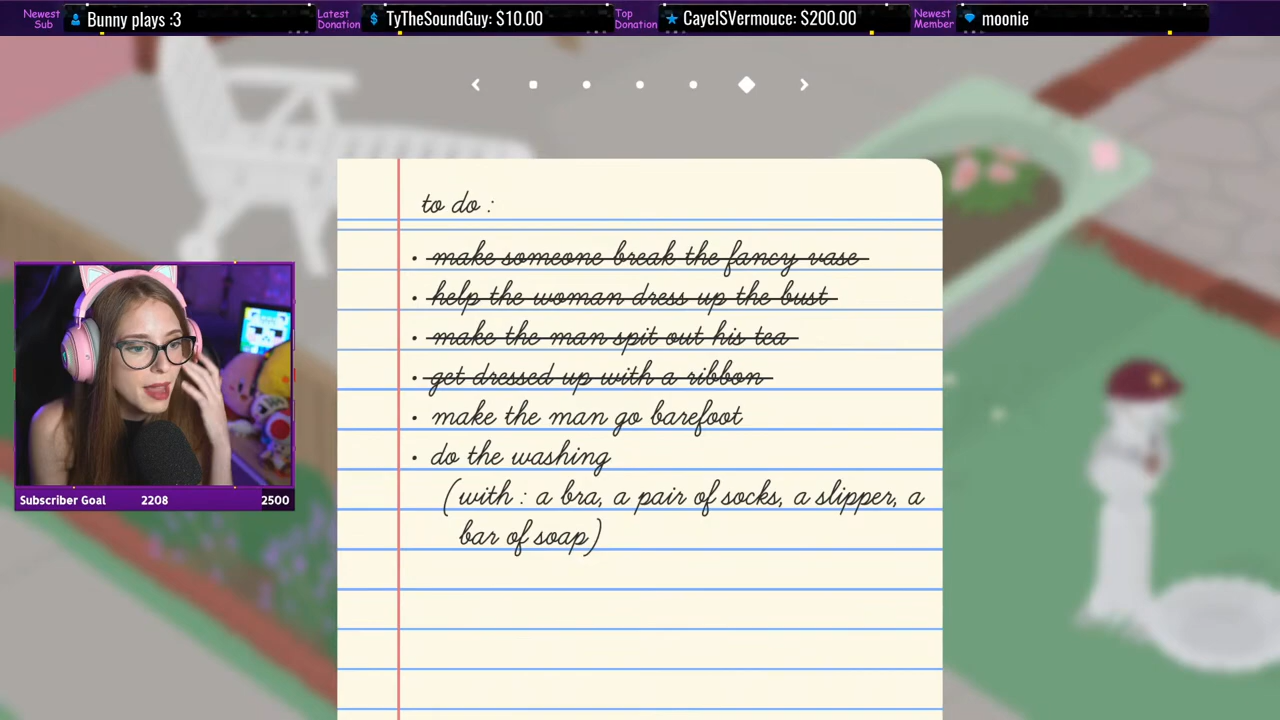 Newest Sub Bunny plays :3 Latest Donation TyTheSoundGuy: $10.00 Top Donation CayeISVermouce: $200.00 Newest Member moonie
to do :
• make someone break the fancy vase
• help the woman dress up the bust
• make the man spit out his tea
• get dressed up with a ribbon
• make the man go barefoot
• do the washing
(with : a bra, a pair of socks, a slipper, a
bar of soap)
Subscriber Goal 2208 2500